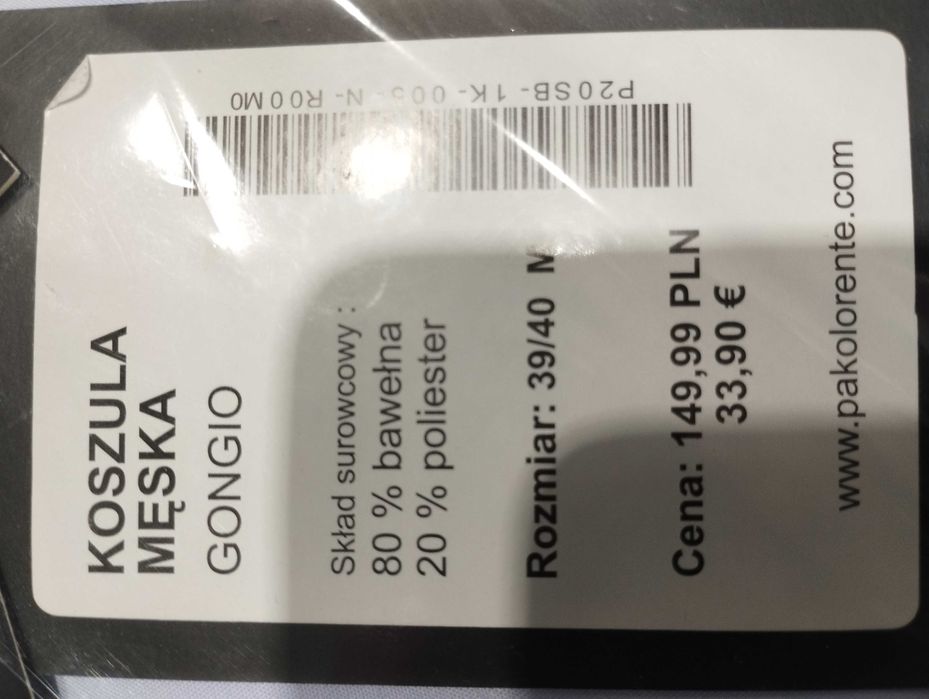 KOSZULA
MĘSKA
GONGIO
Skład surowcowy :
80 % bawełna
20 % poliester
Rozmiar: 39/40 M
Cena: 149,99 PLN
33,90 €
www.pakolorente.com
P20SB-1K-005-N-R00M0